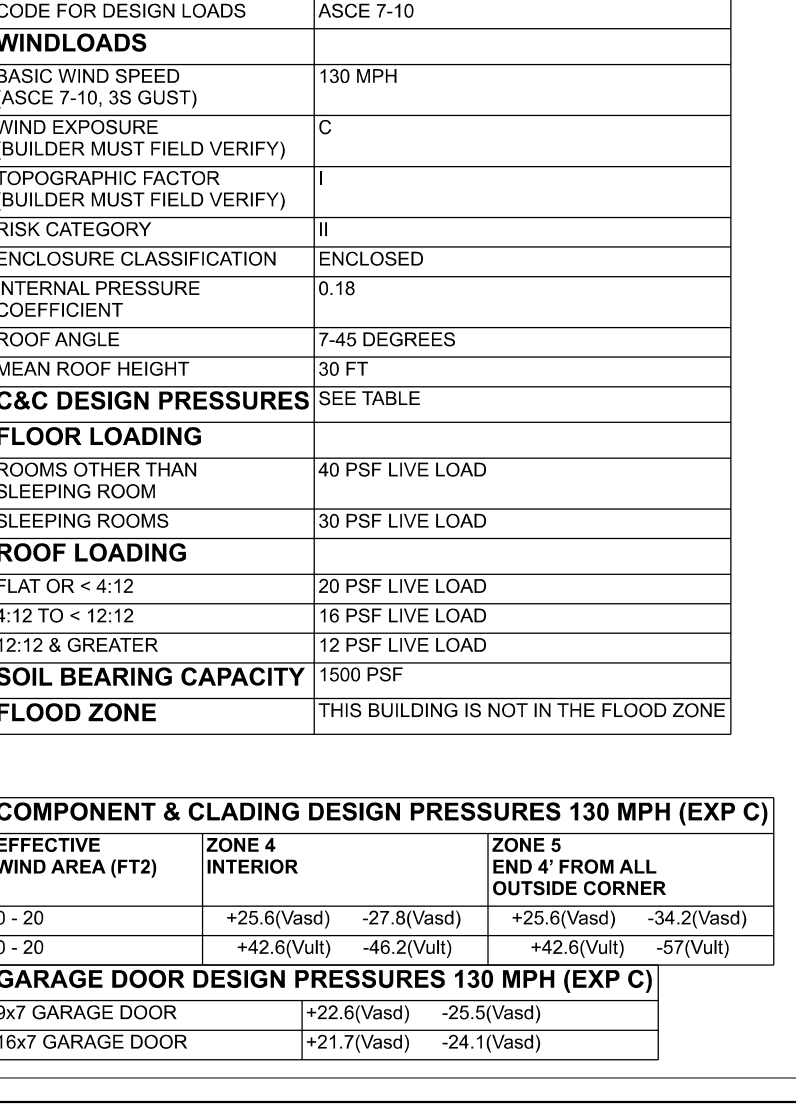 CODE FOR DESIGN LOADS ASCE 7-10
WINDLOADS
BASIC WIND SPEED 130 MPH
(ASCE 7-10, 3S GUST)
WIND EXPOSURE C
(BUILDER MUST FIELD VERIFY)
TOPOGRAPHIC FACTOR I
(BUILDER MUST FIELD VERIFY)
RISK CATEGORY II
ENCLOSURE CLASSIFICATION ENCLOSED
INTERNAL PRESSURE 0.18
COEFFICIENT
ROOF ANGLE 7-45 DEGREES
MEAN ROOF HEIGHT 30 FT
C&C DESIGN PRESSURES SEE TABLE
FLOOR LOADING
ROOMS OTHER THAN 40 PSF LIVE LOAD
SLEEPING ROOM
SLEEPING ROOMS 30 PSF LIVE LOAD
ROOF LOADING
FLAT OR < 4:12 20 PSF LIVE LOAD
4:12 TO < 12:12 16 PSF LIVE LOAD
12:12 & GREATER 12 PSF LIVE LOAD
SOIL BEARING CAPACITY 1500 PSF
FLOOD ZONE THIS BUILDING IS NOT IN THE FLOOD ZONE
COMPONENT & CLADING DESIGN PRESSURES 130 MPH (EXP C)
EFFECTIVE ZONE 4 ZONE 5
WIND AREA (FT2) INTERIOR END 4' FROM ALL
OUTSIDE CORNER
0 - 20 +25.6(Vasd) -27.8(Vasd) +25.6(Vasd) -34.2(Vasd)
0 - 20 +42.6(Vult) -46.2(Vult) +42.6(Vult) -57(Vult)
GARAGE DOOR DESIGN PRESSURES 130 MPH (EXP C)
9x7 GARAGE DOOR +22.6(Vasd) -25.5(Vasd)
16x7 GARAGE DOOR +21.7(Vasd) -24.1(Vasd)